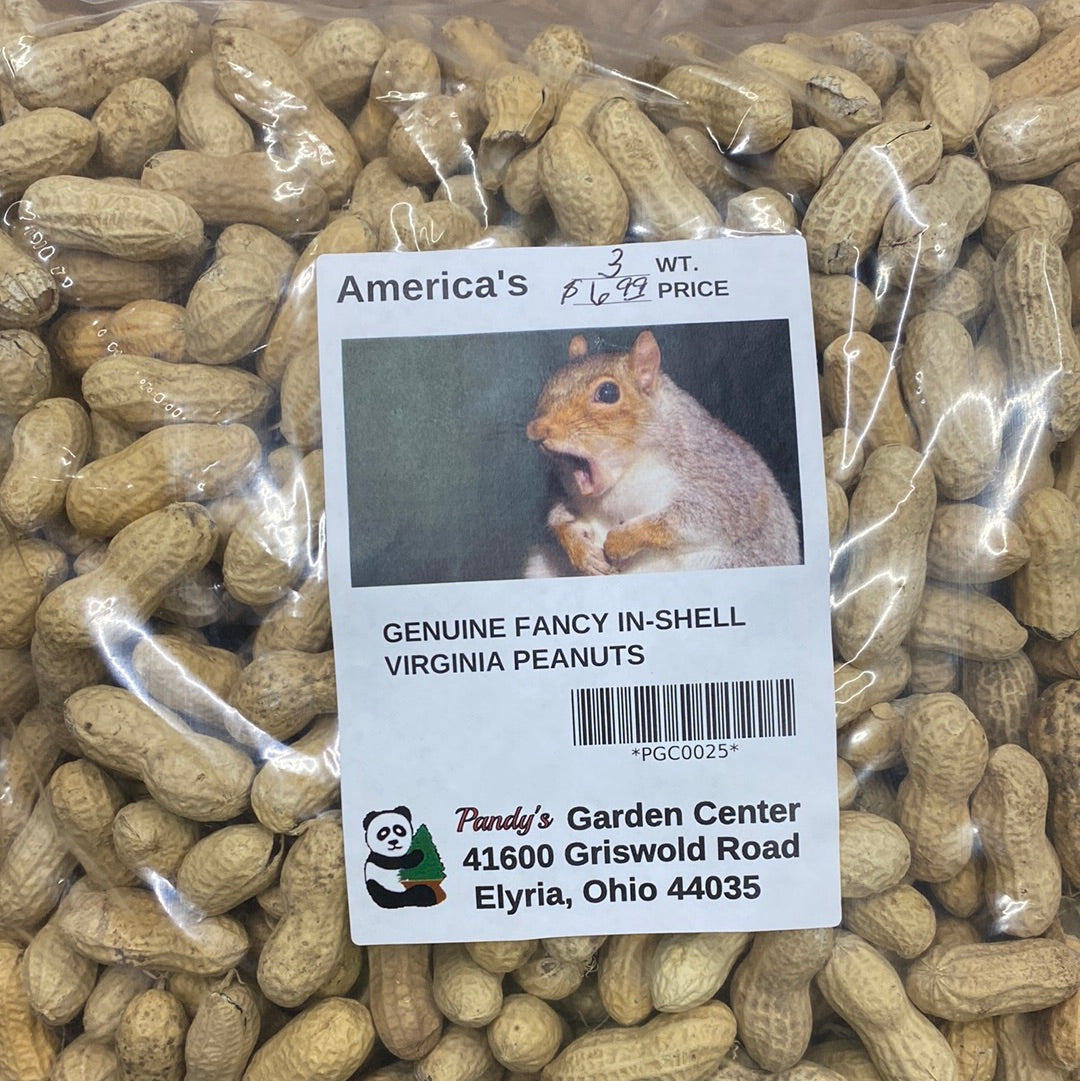 America's
3 WT.
$6.99 PRICE
GENUINE FANCY IN-SHELL
VIRGINIA PEANUTS
*PGC0025*
Pandy's Garden Center
41600 Griswold Road
Elyria, Ohio 44035